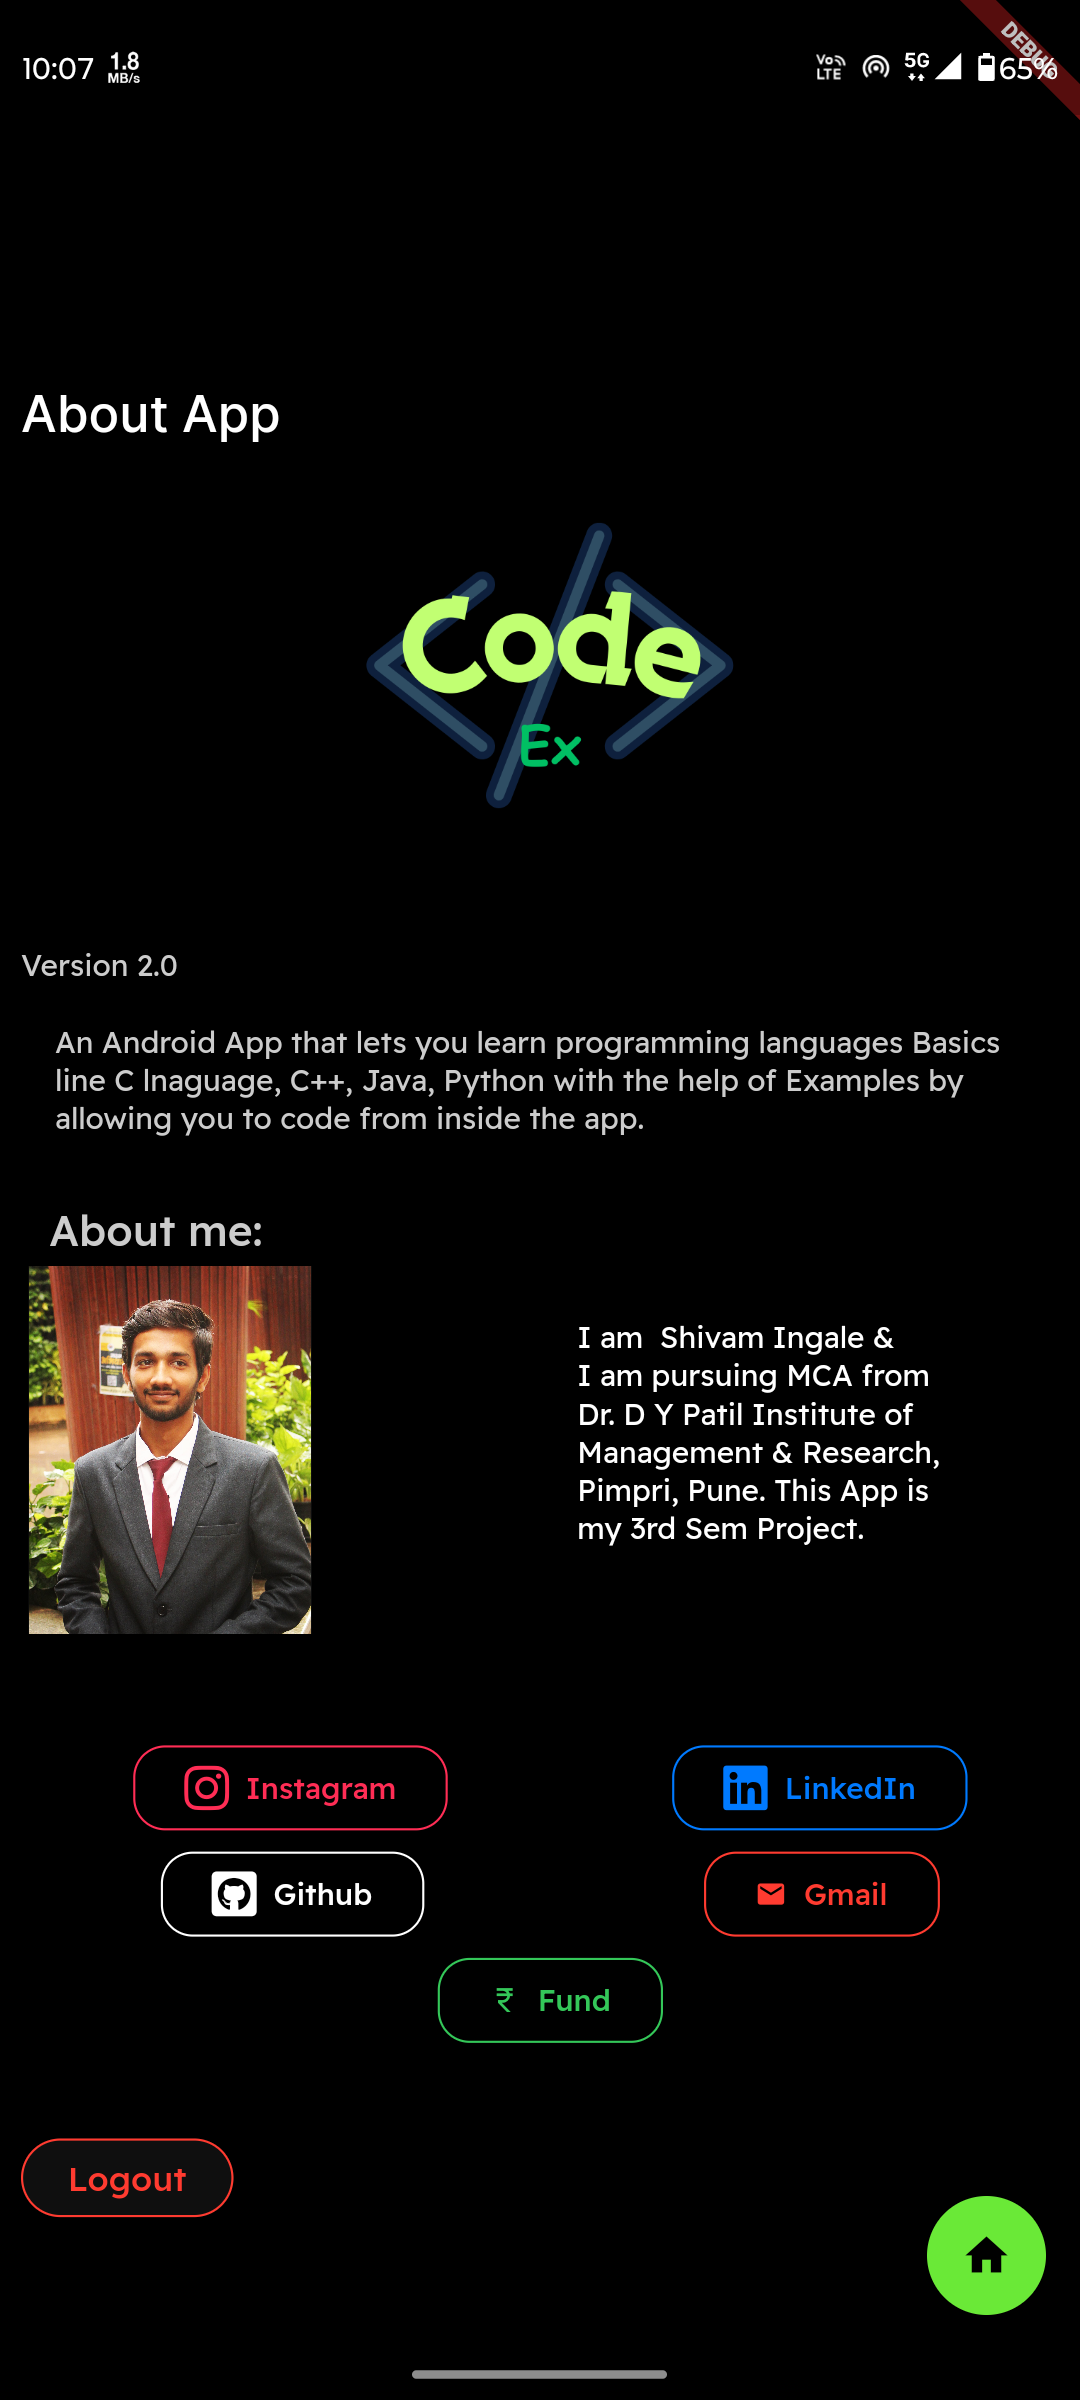 10:07 1.8 MB/s Vo LTE 5G 65%
DEBUG
About App
Code
Ex
Version 2.0
An Android App that lets you learn programming languages Basics
line C lnaguage, C++, Java, Python with the help of Examples by
allowing you to code from inside the app.
About me:
I am  Shivam Ingale &
I am pursuing MCA from
Dr. D Y Patil Institute of
Management & Research,
Pimpri, Pune. This App is
my 3rd Sem Project.
Instagram
LinkedIn
Github
Gmail
₹ Fund
Logout